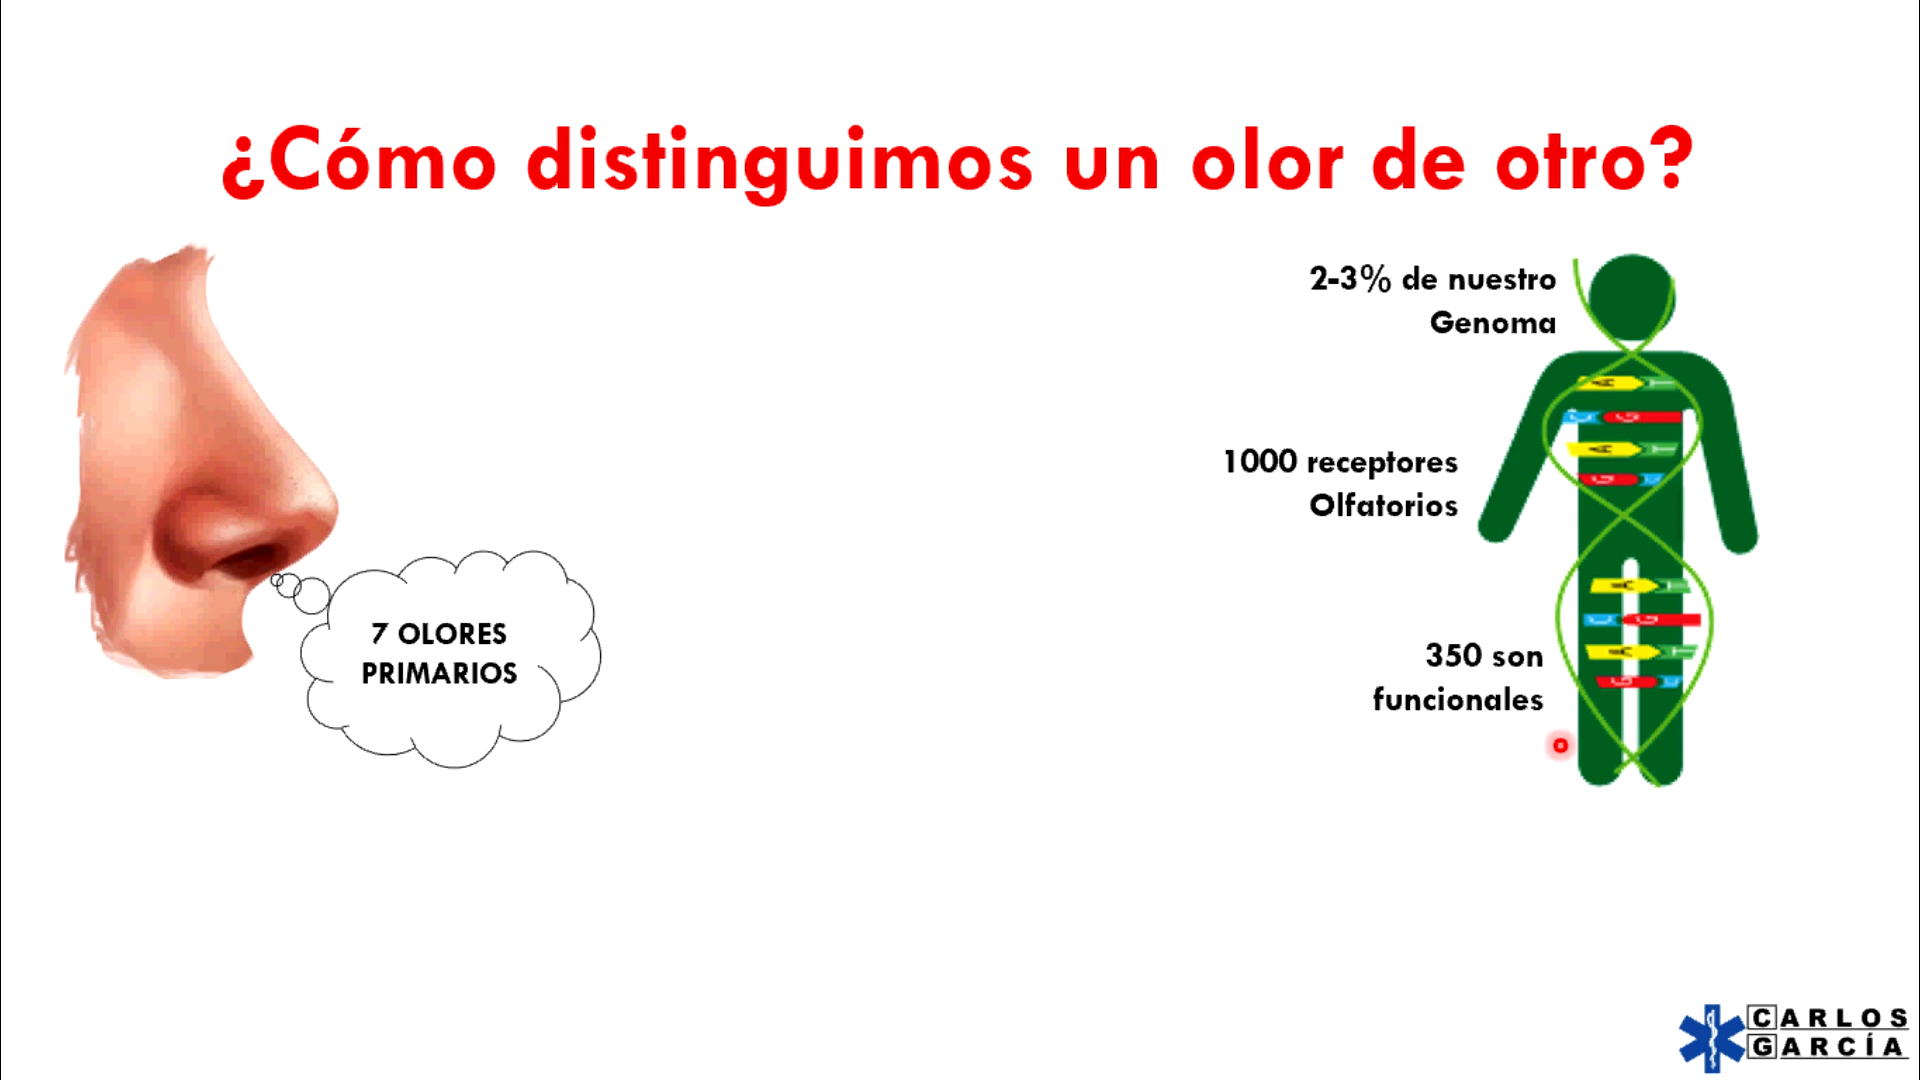 ¿Cómo distinguimos un olor de otro?
2-3% de nuestro
Genoma
1000 receptores
Olfatorios
7 OLORES
PRIMARIOS
350 son
funcionales
A T
C G
A T
G C
A T
C G
A T
G C
CARLOS
GARCÍA